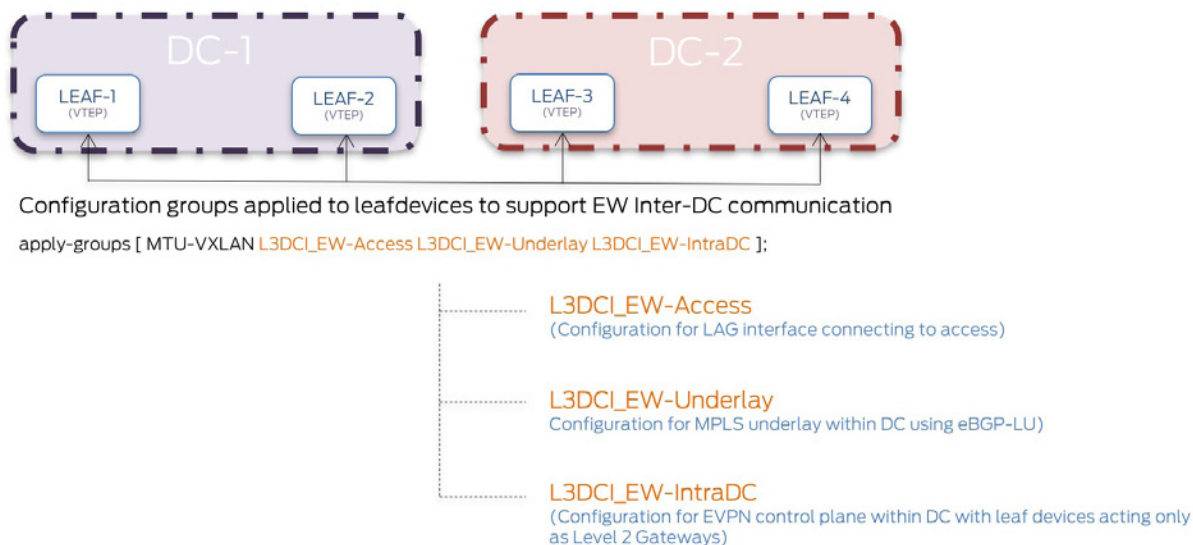 DC-1
DC-2
LEAF-1
(VTEP)
LEAF-2
(VTEP)
LEAF-3
(VTEP)
LEAF-4
(VTEP)
Configuration groups applied to leafdevices to support EW Inter-DC communication
apply-groups [ MTU-VXLAN L3DCI_EW-Access L3DCI_EW-Underlay L3DCI_EW-IntraDC ];
L3DCI_EW-Access
(Configuration for LAG interface connecting to access)
L3DCI_EW-Underlay
Configuration for MPLS underlay within DC using eBGP-LU)
L3DCI_EW-IntraDC
(Configuration for EVPN control plane within DC with leaf devices acting only
as Level 2 Gateways)